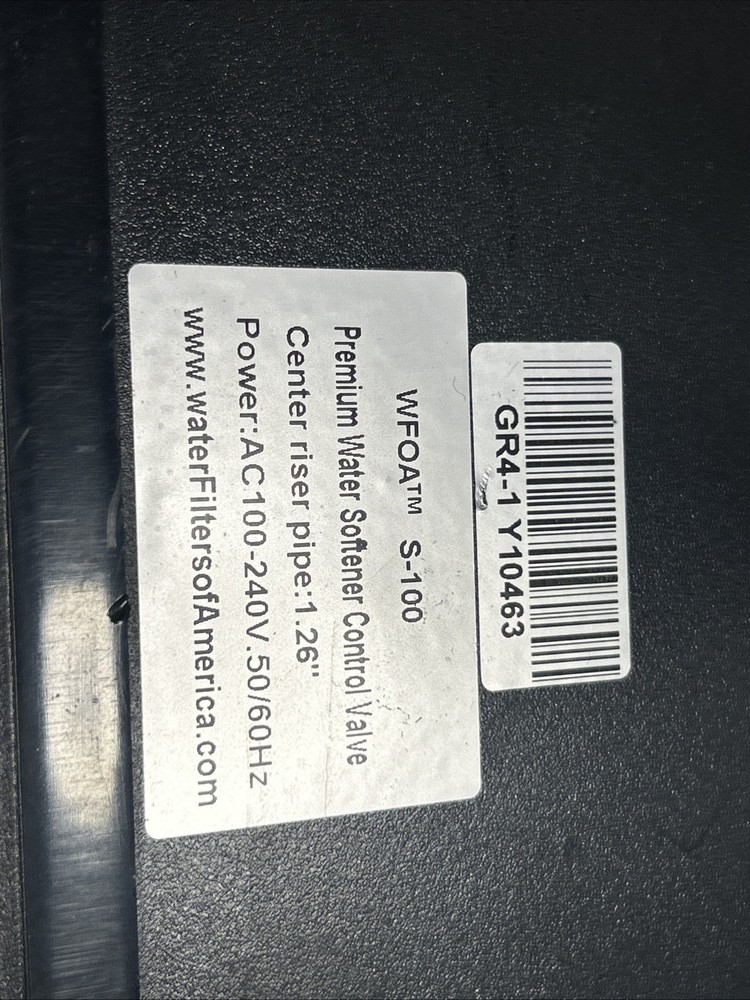 GR4-1 Y10463
WFOA™ S-100
Premium Water Softener Control Valve
Center riser pipe:1.26"
Power:AC100-240V.50/60Hz
www.waterFiltersofAmerica.com